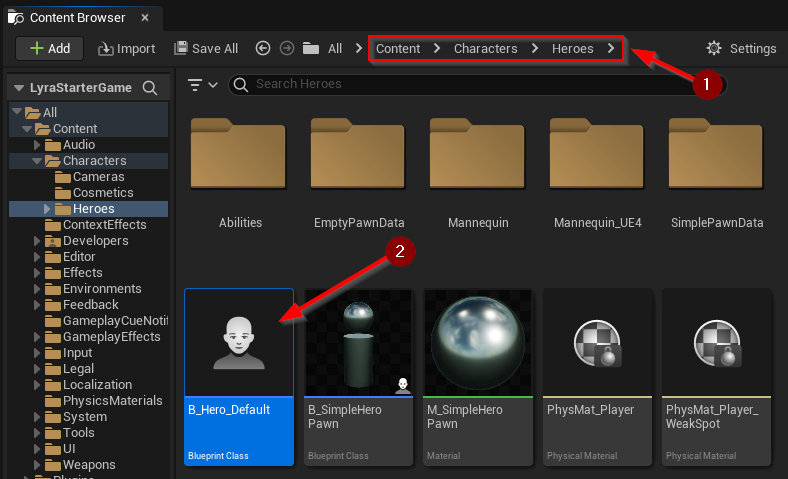 Content Browser
Add
Import
Save All
All
Content
Characters
Heroes
Settings
1
LyraStarterGame
Search Heroes
All
Content
Audio
Characters
Cameras
Cosmetics
Heroes
ContextEffects
Developers
Editor
Effects
Environments
Feedback
GameplayCueNotif
GameplayEffects
Input
Legal
Localization
PhysicsMaterials
System
Tools
UI
Weapons
Plugins
Abilities
EmptyPawnData
Mannequin
Mannequin_UE4
SimplePawnData
2
B_Hero_Default
Blueprint Class
B_SimpleHero
Pawn
Blueprint Class
M_SimpleHero
Pawn
Material
PhysMat_Player
Physical Material
PhysMat_Player_
WeakSpot
Physical Material